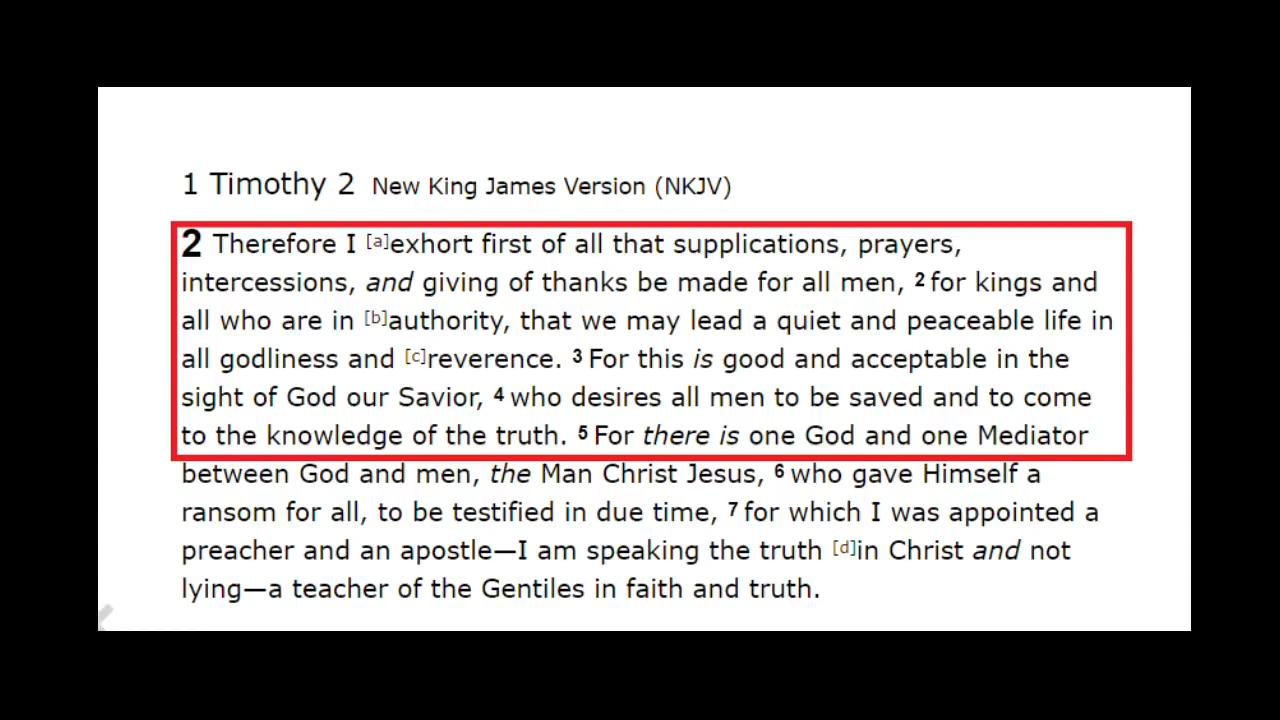 1 Timothy 2 New King James Version (NKJV)
2 Therefore I [a]exhort first of all that supplications, prayers,
intercessions, and giving of thanks be made for all men, 2 for kings and
all who are in [b]authority, that we may lead a quiet and peaceable life in
all godliness and [c]reverence. 3 For this is good and acceptable in the
sight of God our Savior, 4 who desires all men to be saved and to come
to the knowledge of the truth. 5 For there is one God and one Mediator
between God and men, the Man Christ Jesus, 6 who gave Himself a
ransom for all, to be testified in due time, 7 for which I was appointed a
preacher and an apostle—I am speaking the truth [d]in Christ and not
lying—a teacher of the Gentiles in faith and truth.